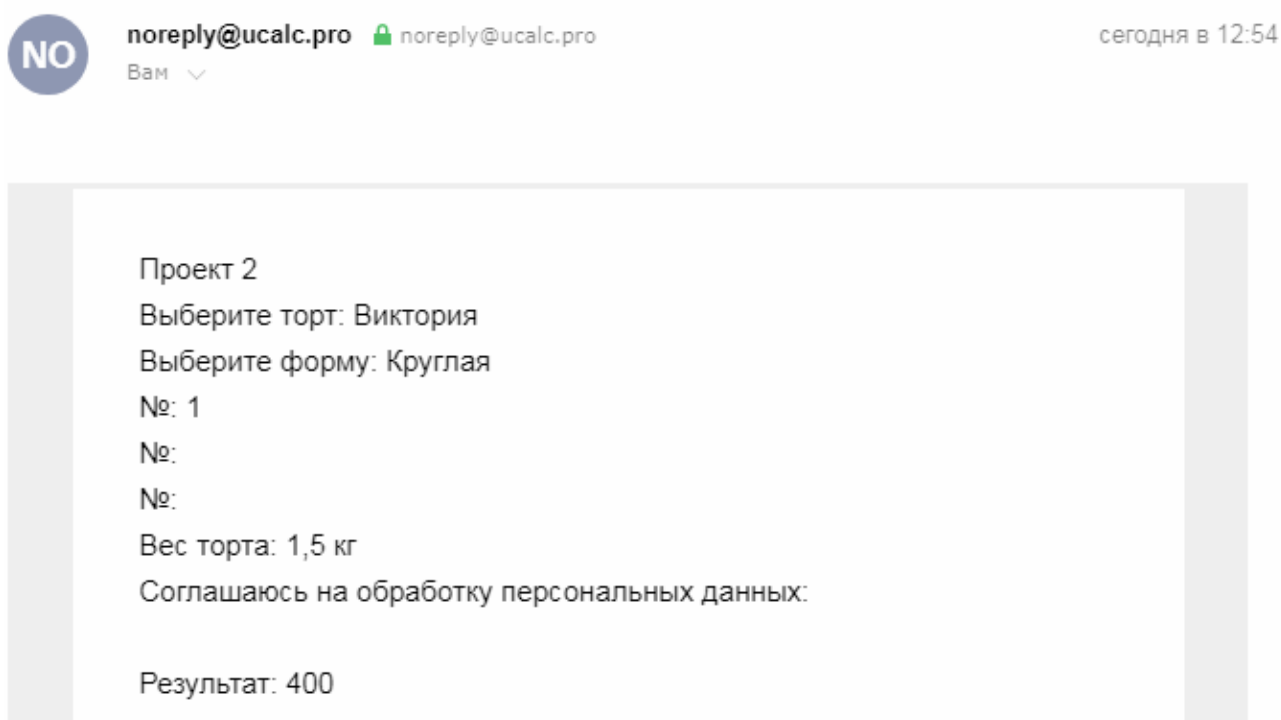 NO
noreply@ucalc.pro noreply@ucalc.pro сегодня в 12:54
Вам
Проект 2
Выберите торт: Виктория
Выберите форму: Круглая
№: 1
№:
№:
Вес торта: 1,5 кг
Соглашаюсь на обработку персональных данных:
Результат: 400